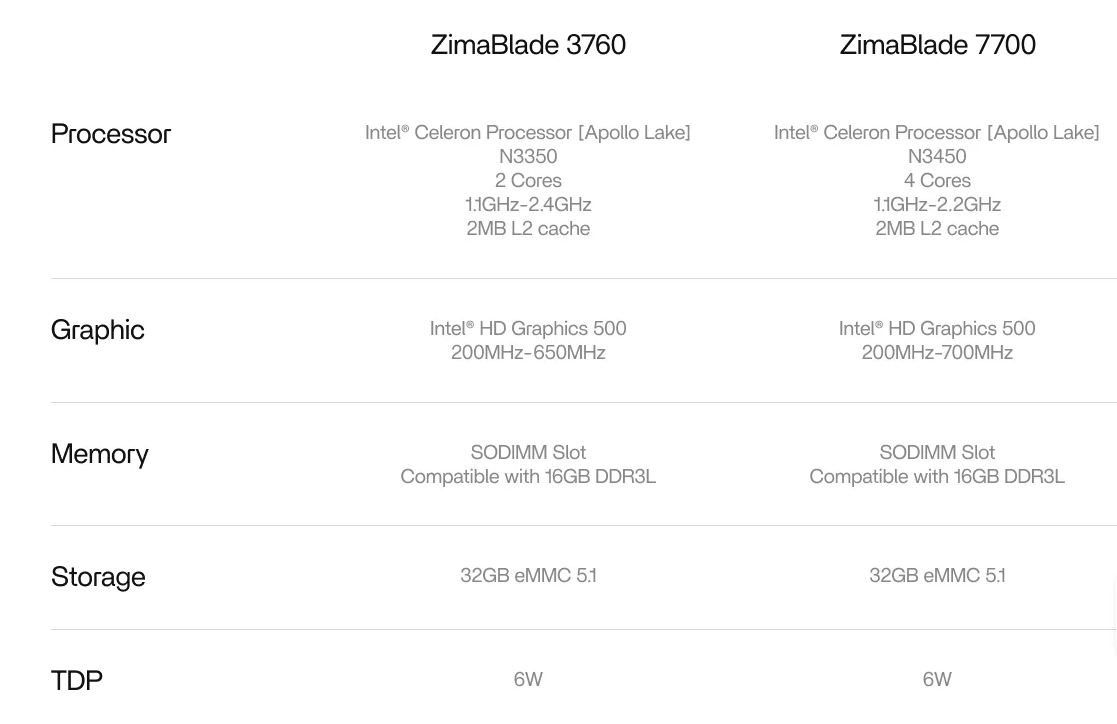 ZimaBlade 3760 ZimaBlade 7700
Processor Intel® Celeron Processor [Apollo Lake] Intel® Celeron Processor [Apollo Lake]
N3350 N3450
2 Cores 4 Cores
1.1GHz-2.4GHz 1.1GHz-2.2GHz
2MB L2 cache 2MB L2 cache
Graphic Intel® HD Graphics 500 Intel® HD Graphics 500
200MHz-650MHz 200MHz-700MHz
Memory SODIMM Slot SODIMM Slot
Compatible with 16GB DDR3L Compatible with 16GB DDR3L
Storage 32GB eMMC 5.1 32GB eMMC 5.1
TDP 6W 6W